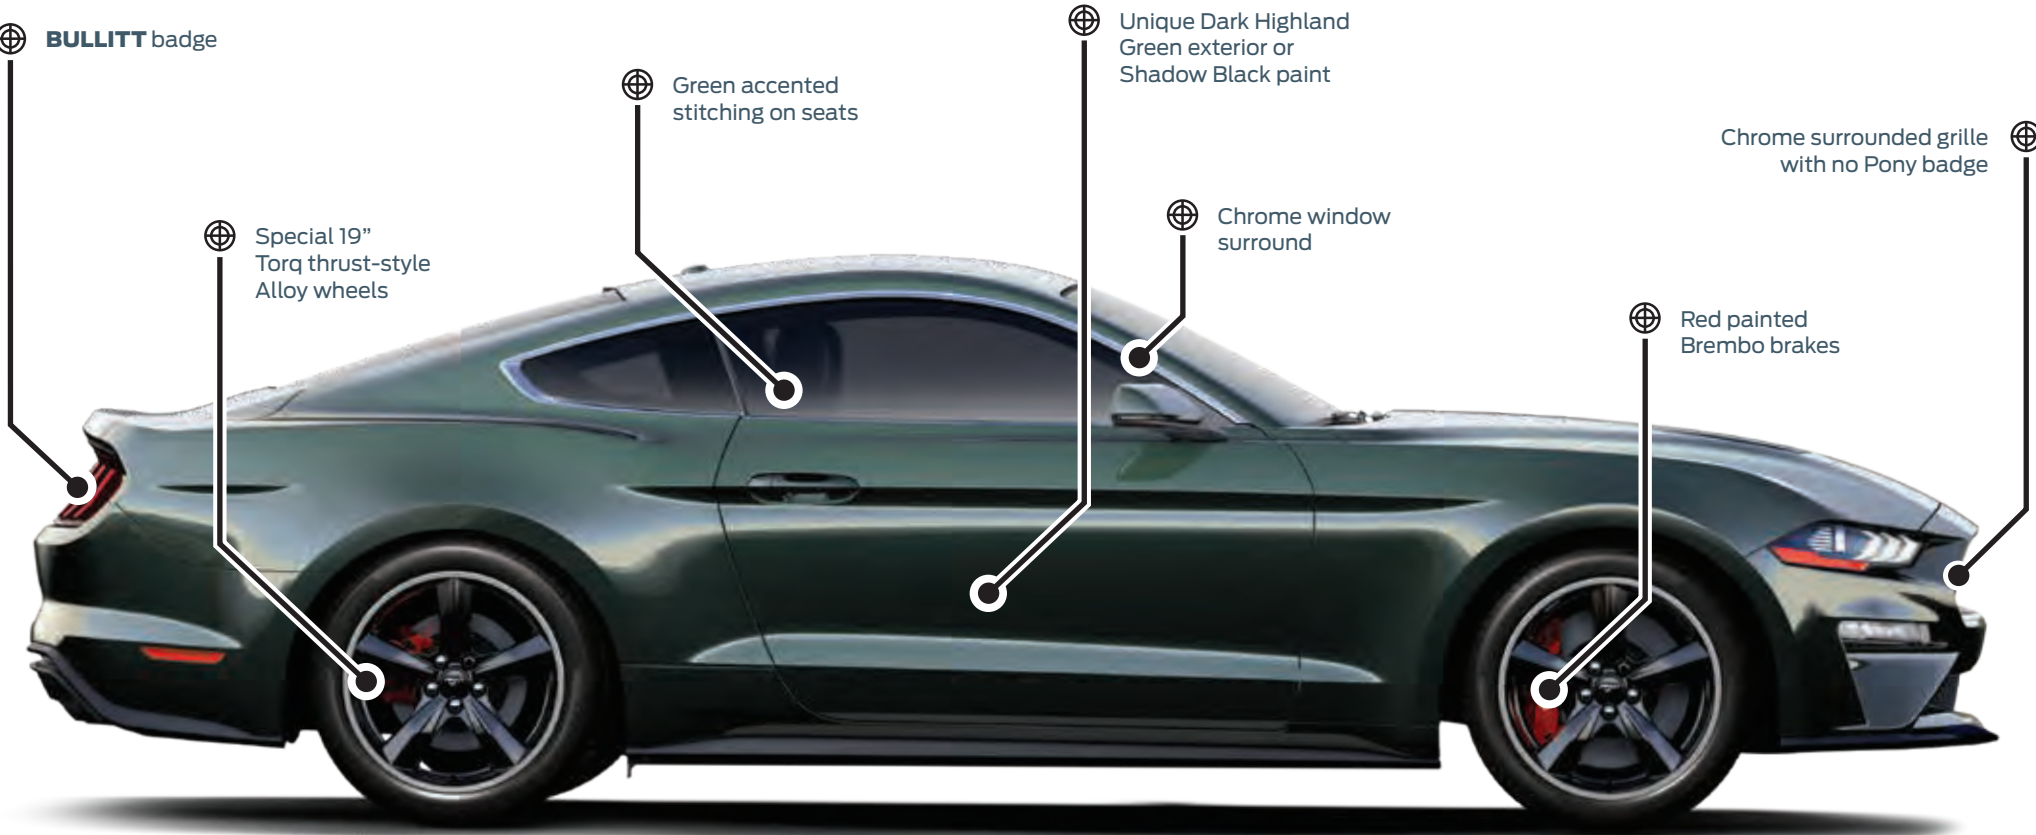 BULLITT badge
Green accented
stitching on seats
Unique Dark Highland
Green exterior or
Shadow Black paint
Chrome surrounded grille
with no Pony badge
Special 19”
Torq thrust-style
Alloy wheels
Chrome window
surround
Red painted
Brembo brakes